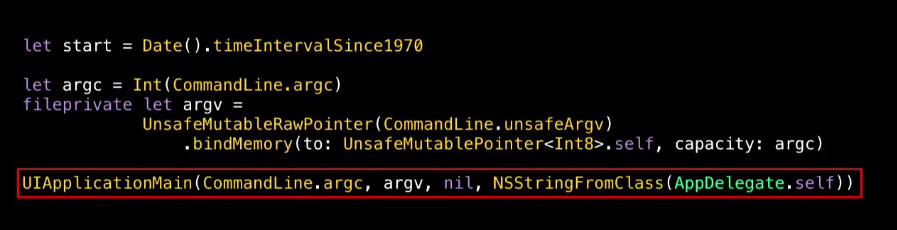 let start = Date().timeIntervalSince1970
let argc = Int(CommandLine.argc)
fileprivate let argv =
UnsafeMutableRawPointer(CommandLine.unsafeArgv)
.bindMemory(to: UnsafeMutablePointer<Int8>.self, capacity: argc)
UIApplicationMain(CommandLine.argc, argv, nil, NSStringFromClass(AppDelegate.self))